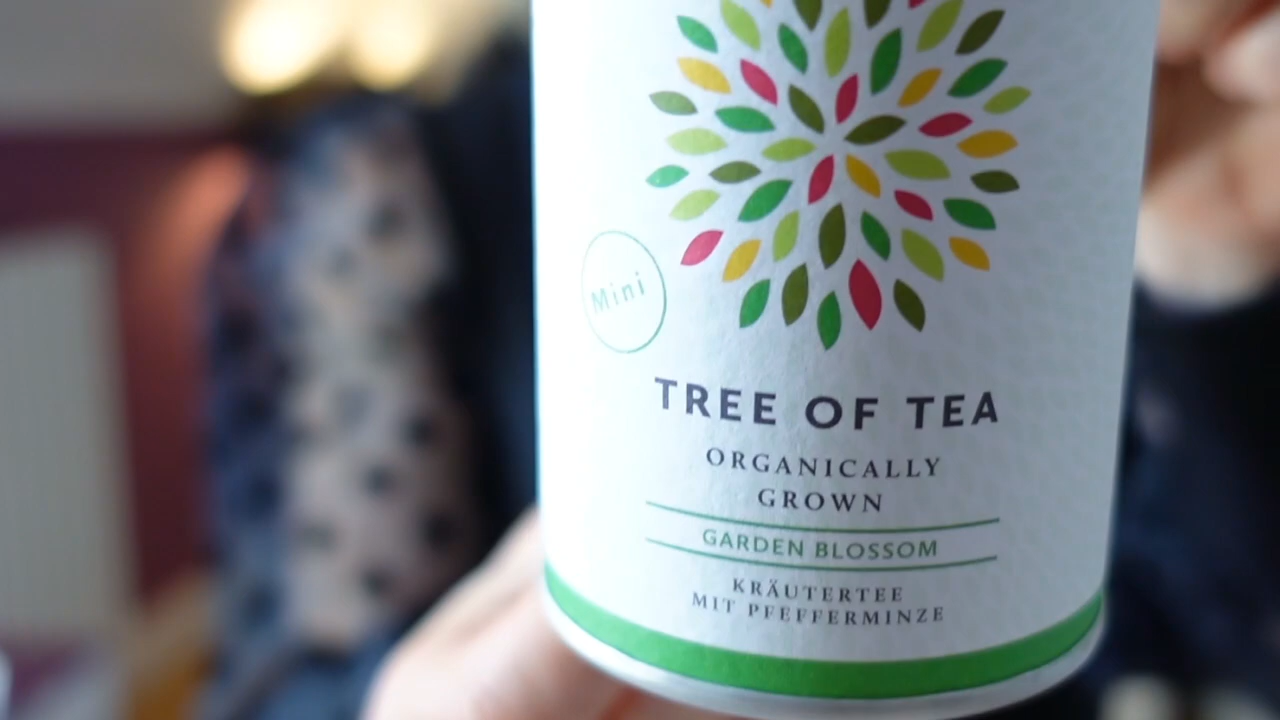 Mini
TREE OF TEA
ORGANICALLY
GROWN
GARDEN BLOSSOM
KRÄUTERTEE
MIT PFEFFERMINZE